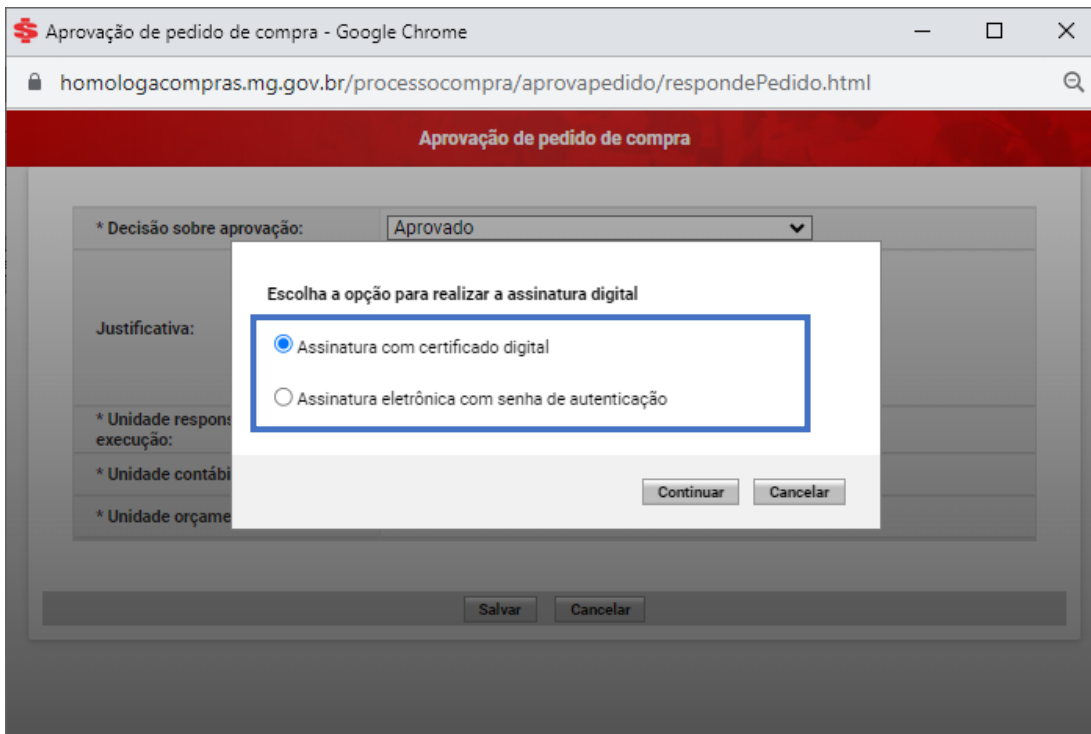 Aprovação de pedido de compra - Google Chrome
homologacompras.mg.gov.br/processocompra/aprovapedido/respondePedido.html
Aprovação de pedido de compra
* Decisão sobre aprovação: Aprovado
Escolha a opção para realizar a assinatura digital
Justificativa:
Assinatura com certificado digital
Assinatura eletrônica com senha de autenticação
* Unidade respons
execução:
* Unidade contábi
Continuar Cancelar
* Unidade orçame
Salvar Cancelar